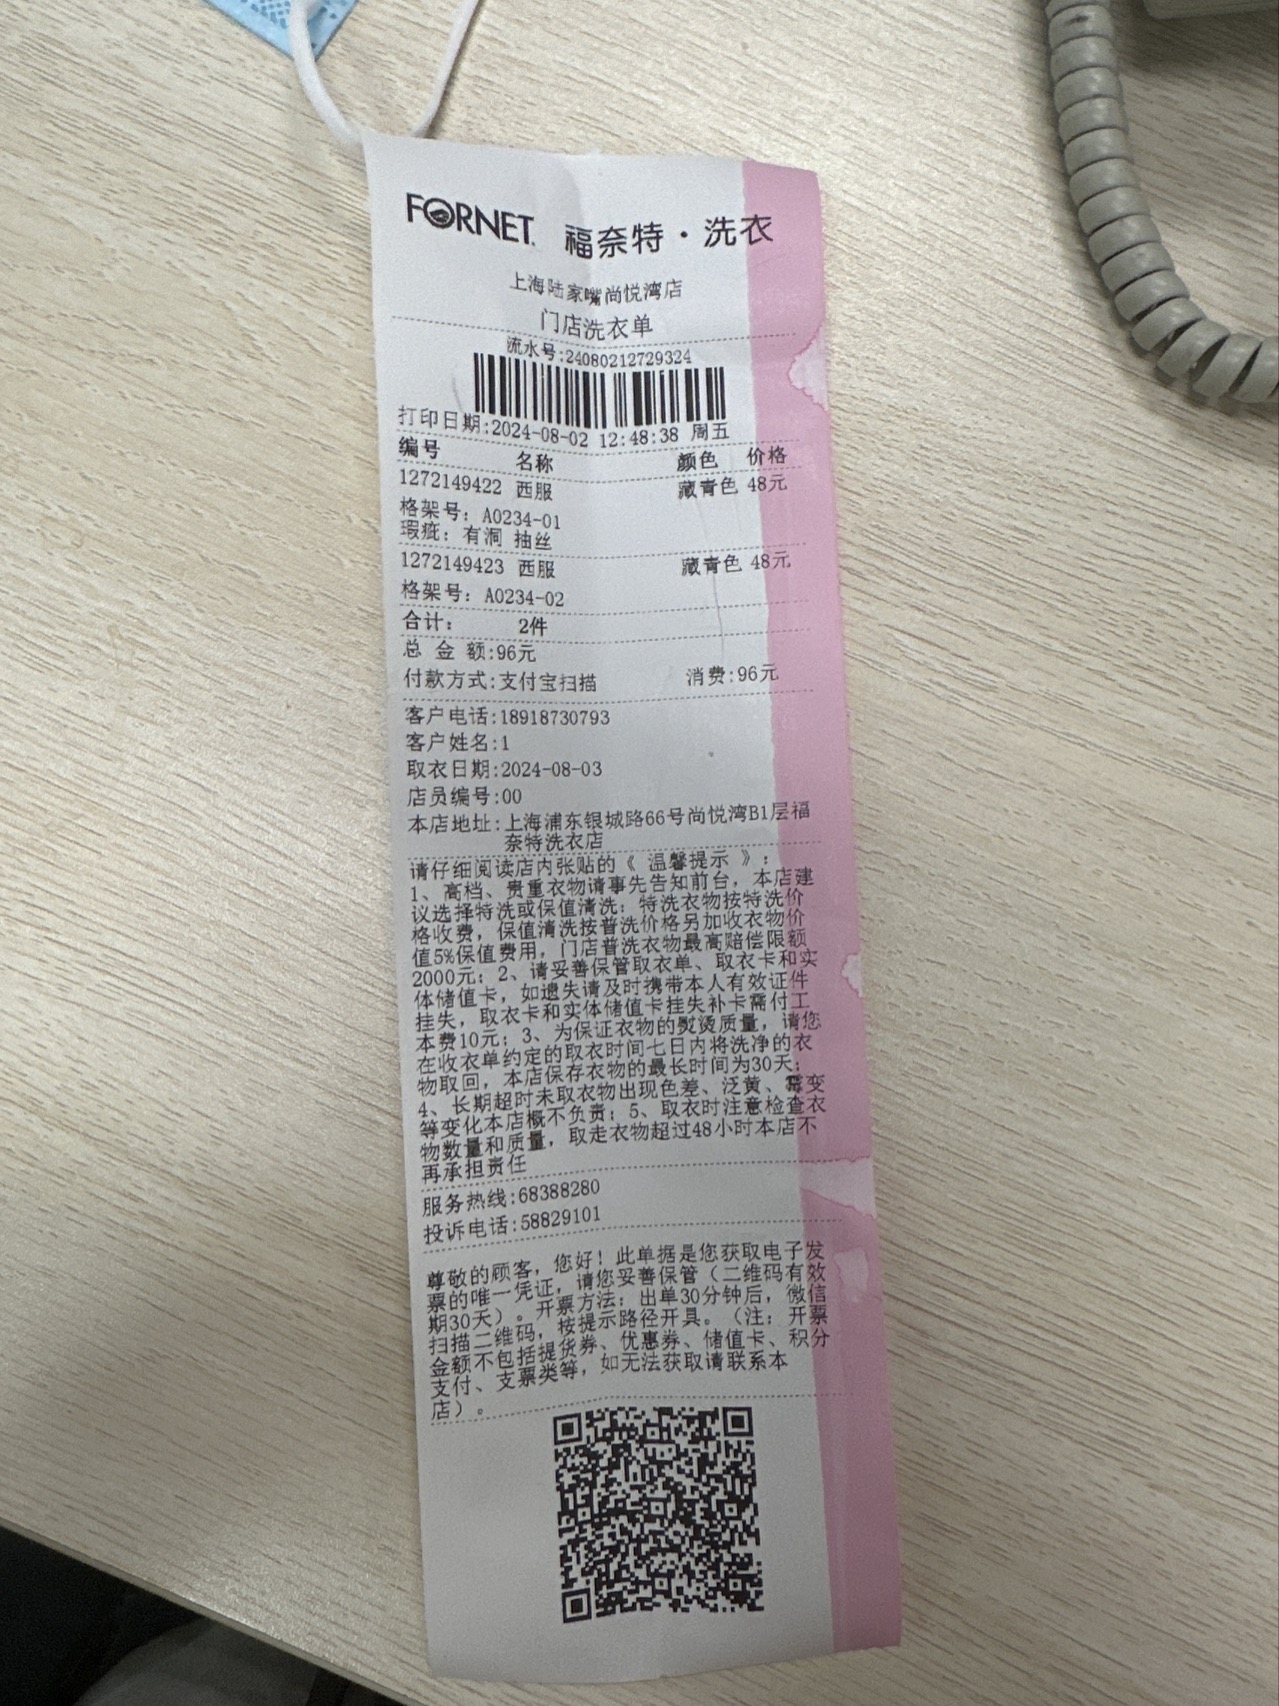 FORNET. 福奈特·洗衣
上海陆家嘴尚悦湾店
门店洗衣单
流水号:24080212729324
打印日期:2024-08-02 12:48:38 周五
编号 名称 颜色 价格
1272149422 西服 藏青色 48元
格架号: A0234-01
瑕疵: 有洞 抽丝
1272149423 西服 藏青色 48元
格架号: A0234-02
合计: 2件
总 金 额:96元
付款方式:支付宝扫描 消费:96元
客户电话:18918730793
客户姓名:1
取衣日期:2024-08-03
店员编号:00
本店地址:上海浦东银城路66号尚悦湾B1层福
奈特洗衣店
请仔细阅读店内张贴的《 温馨提示 》:
1、高档、贵重衣物请事先告知前台，本店建
议选择特洗或保值清洗；特洗衣物按特洗价
格收费，保值清洗按普洗价格另加收衣物价
值5%保值费用，门店普洗衣物最高赔偿限额
2000元；2、请妥善保管取衣单、取衣卡和实
体储值卡，如遗失请及时携带本人有效证件
挂失，取衣卡和实体储值卡挂失补卡需付工
本费10元；3、为保证衣物的熨烫质量，请您
在收衣单约定的取衣时间七日内将洗净的衣
物取回，本店保存衣物的最长时间为30天；
4、长期超时未取衣物出现色差、泛黄、霉变
等变化本店概不负责；5、取衣时注意检查衣
物数量和质量，取走衣物超过48小时本店不
再承担责任
服务热线:68388280
投诉电话:58829101
尊敬的顾客，您好！此单据是您获取电子发
票的唯一凭证，请您妥善保管（二维码有效
期30天）。开票方法：出单30分钟后，微信
扫描二维码，按提示路径开具。（注：开票
金额不包括提货券、优惠券、储值卡、积分
支付、支票类等，如无法获取请联系本
店）。